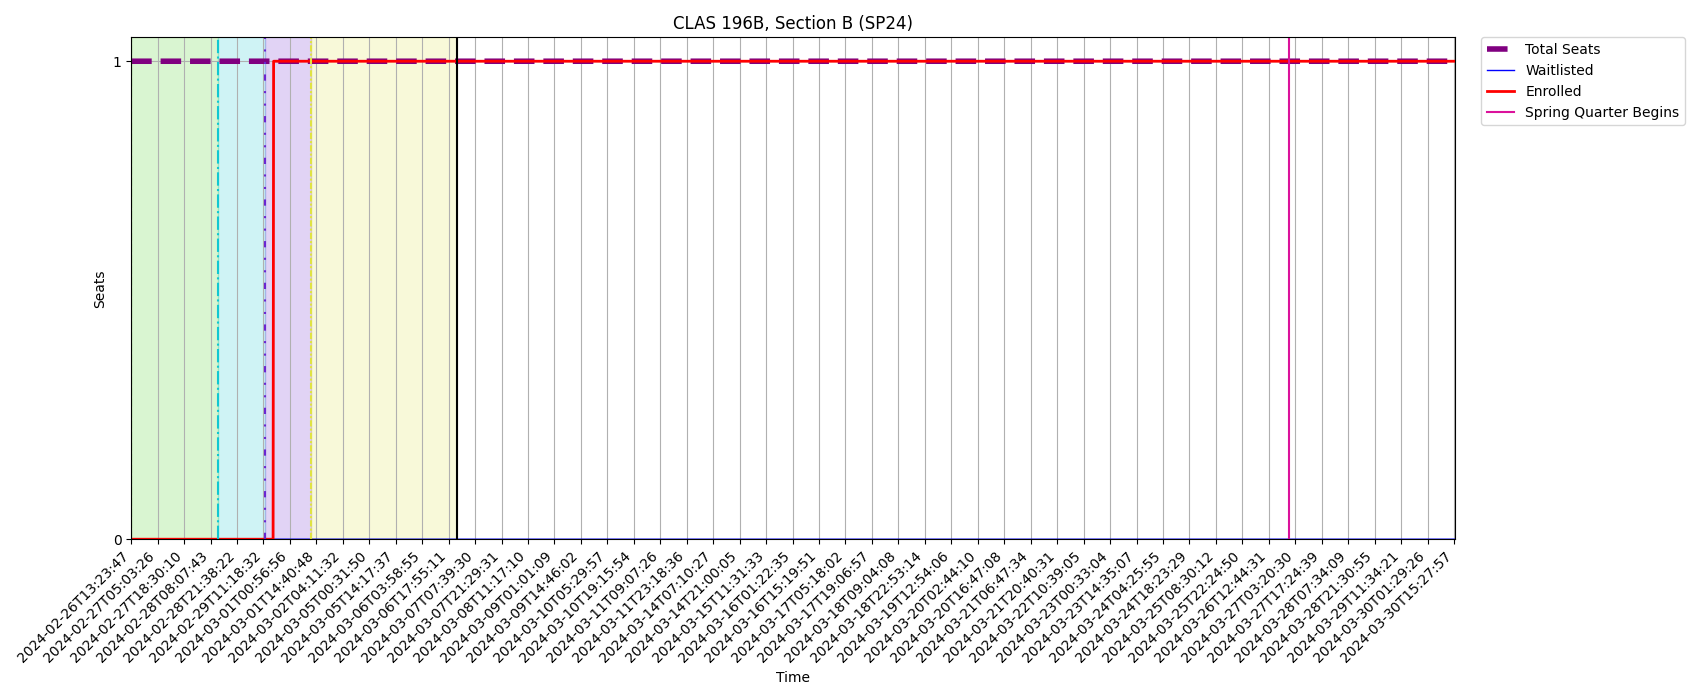 CLAS 196B, Section B (SP24)
Total Seats
Waitlisted
Enrolled
Spring Quarter Begins
1
Seats
0
2024-02-26T13:23:47
2024-02-27T05:03:26
2024-02-27T18:30:10
2024-02-28T08:07:43
2024-02-28T21:38:22
2024-02-29T11:18:32
2024-03-01T00:56:56
2024-03-01T14:40:48
2024-03-02T04:11:32
2024-03-05T00:31:50
2024-03-05T14:17:37
2024-03-06T03:58:55
2024-03-06T17:55:11
2024-03-07T07:39:30
2024-03-07T21:29:31
2024-03-08T11:17:10
2024-03-09T01:01:09
2024-03-09T14:46:02
2024-03-10T05:29:57
2024-03-10T19:15:54
2024-03-11T09:07:26
2024-03-11T23:18:36
2024-03-14T07:10:27
2024-03-14T21:00:05
2024-03-15T11:31:33
2024-03-16T01:22:35
2024-03-16T15:19:51
2024-03-17T05:18:02
2024-03-17T19:06:57
2024-03-18T09:04:08
2024-03-18T22:53:14
2024-03-19T12:54:06
2024-03-20T02:44:10
2024-03-21T16:47:08
2024-03-21T06:47:34
2024-03-21T20:40:31
2024-03-22T10:39:05
2024-03-23T00:33:04
2024-03-23T14:35:07
2024-03-24T04:25:55
2024-03-24T18:23:29
2024-03-25T08:30:12
2024-03-25T22:24:50
2024-03-26T12:44:31
2024-03-27T03:20:30
2024-03-27T17:24:39
2024-03-28T07:34:09
2024-03-28T21:30:55
2024-03-29T11:34:21
2024-03-30T01:29:26
2024-03-30T15:27:57
Time